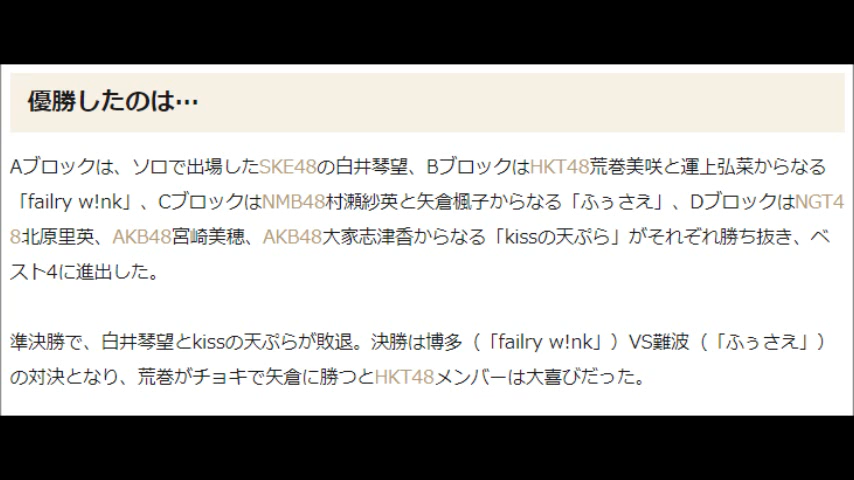 優勝したのは…
Aブロックは、ソロで出場したSKE48の白井琴望、BブロックはHKT48荒巻美咲と運上弘菜からなる
「failry w!nk」、CブロックはNMB48村瀬紗英と矢倉楓子からなる「ふぅさえ」、DブロックはNGT4
8北原里英、AKB48宮崎美穂、AKB48大家志津香からなる「kissの天ぷら」がそれぞれ勝ち抜き、ベ
スト4に進出した。
準決勝で、白井琴望とkissの天ぷらが敗退。決勝は博多（「failry w!nk」）VS難波（「ふぅさえ」）
の対決となり、荒巻がチョキで矢倉に勝つとHKT48メンバーは大喜びだった。